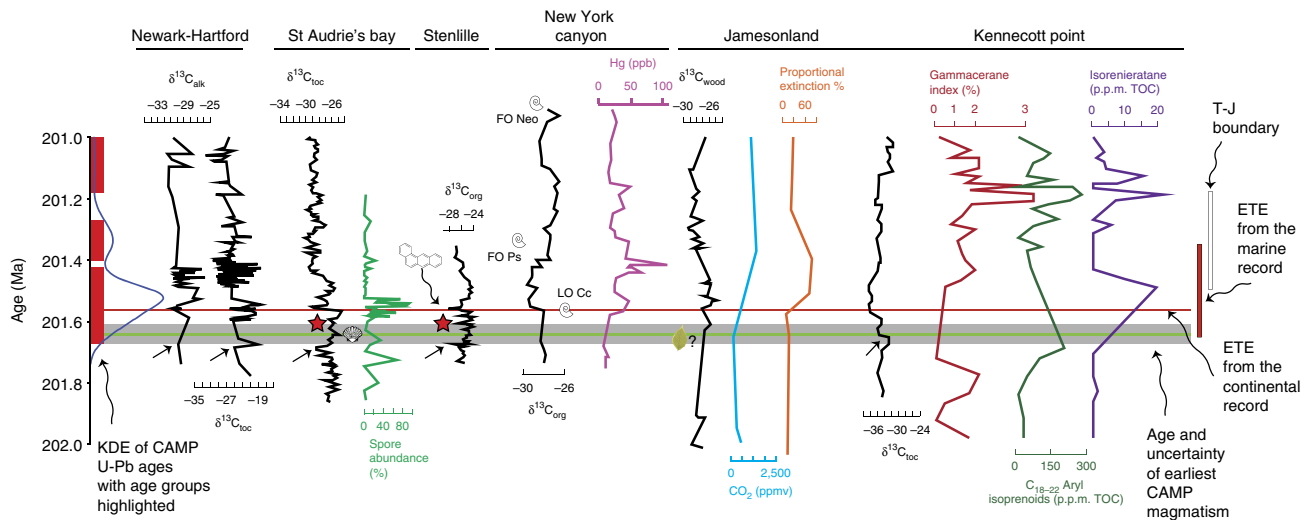 Newark-Hartford
St Audrie's bay
Stenlille
New York
canyon
Jamesonland
Kennecott point
δ13Calk
−33 −29 −25
δ13Ctoc
−34 −30 −26
Hg (ppb)
0 50 100
δ13Cwood
−30 −26
Proportional
extinction %
0 60
Gammacerane
index (%)
0 1 2 3
Isorenieratane
(p.p.m. TOC)
0 10 20
T-J
boundary
FO Neo
201.0
201.2
201.4
201.6
201.8
202.0
Age (Ma)
δ13Corg
−28 −24
FO Ps
LO Cc
?
ETE
from the
marine
record
ETE
from the
continental
record
−35 −27 −19
δ13Ctoc
0 40 80
Spore
abundance
(%)
−30 −26
δ13Corg
0 2,500
CO2 (ppmv)
−36 −30 −24
δ13Ctoc
0 150 300
C18–22 Aryl
isoprenoids (p.p.m. TOC)
KDE of CAMP
U-Pb ages
with age groups
highlighted
Age and
uncertainty
of earliest
CAMP
magmatism